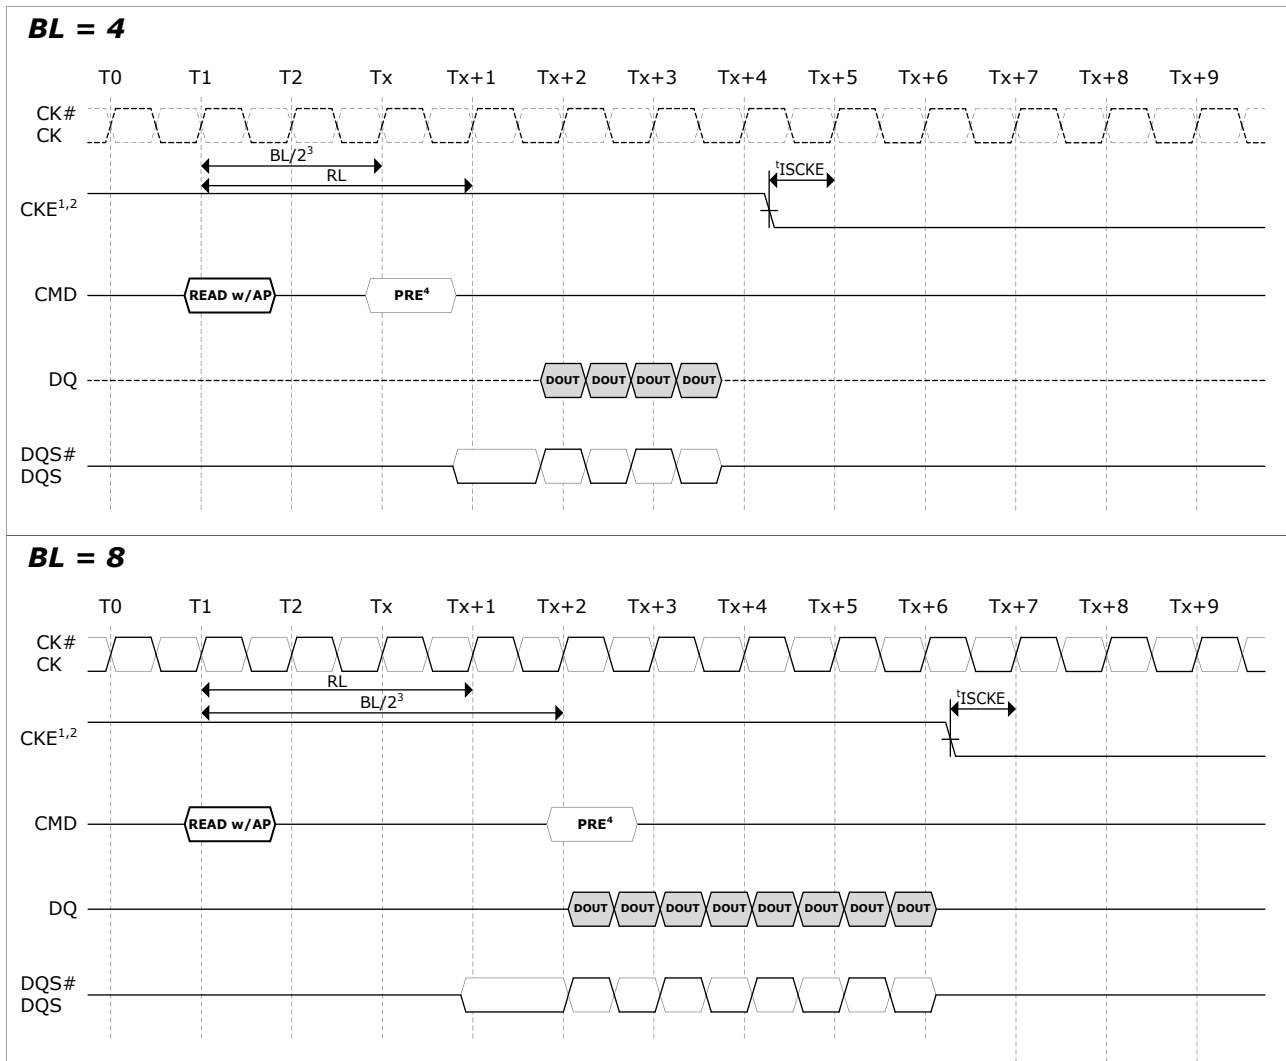 BL = 4
T0 T1 T2 Tx Tx+1 Tx+2 Tx+3 Tx+4 Tx+5 Tx+6 Tx+7 Tx+8 Tx+9
CK#
CK
BL/2³
RL
ᵗISCKE
CKE¹,²
CMD READ w/AP PRE⁴
DQ DOUT DOUT DOUT DOUT
DQS#
DQS
BL = 8
T0 T1 T2 Tx Tx+1 Tx+2 Tx+3 Tx+4 Tx+5 Tx+6 Tx+7 Tx+8 Tx+9
CK#
CK
RL
BL/2³
ᵗISCKE
CKE¹,²
CMD READ w/AP PRE⁴
DQ DOUT DOUT DOUT DOUT DOUT DOUT DOUT DOUT
DQS#
DQS